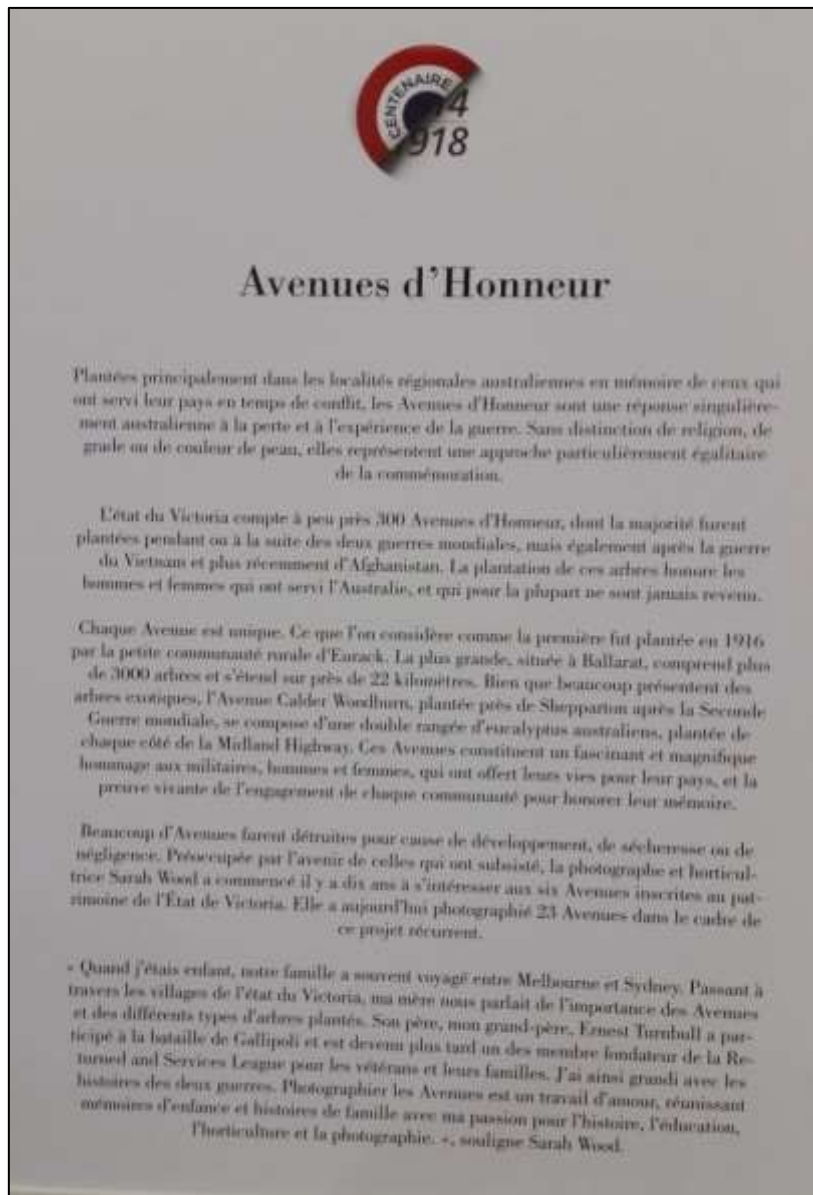 CENTENAIRE
14
1918
Avenues d'Honneur
Plantées principalement dans les localités régionales australiennes en mémoire de ceux qui
ont servi leur pays en temps de conflit, les Avenues d'Honneur sont une réponse singulière-
ment australienne à la perte et à l'expérience de la guerre. Sans distinction de religion, de
grade ou de couleur de peau, elles représentent une approche particulièrement égalitaire
de la commémoration.
L'état du Victoria compte à peu près 300 Avenues d'Honneur, dont la majorité furent
plantées pendant ou à la suite des deux guerres mondiales, mais également après la guerre
du Vietnam et plus récemment d'Afghanistan. La plantation de ces arbres honore les
hommes et femmes qui ont servi l'Australie, et qui pour la plupart ne sont jamais revenu.
Chaque Avenue est unique. Ce que l'on considère comme la première fut plantée en 1916
par la petite communauté rurale d'Eurack. La plus grande, située à Ballarat, comprend plus
de 3000 arbres et s'étend sur près de 22 kilomètres. Bien que beaucoup présentent des
arbres exotiques, l'Avenue Calder Woodburn, plantée près de Shepparton après la Seconde
Guerre mondiale, se compose d'une double rangée d'eucalyptus australiens, plantée de
chaque côté de la Midland Highway. Ces Avenues constituent un fascinant et magnifique
hommage aux militaires, hommes et femmes, qui ont offert leurs vies pour leur pays, et la
preuve vivante de l'engagement de chaque communauté pour honorer leur mémoire.
Beaucoup d'Avenues furent détruites pour cause de développement, de sécheresse ou de
négligence. Préoccupée par l'avenir de celles qui ont subsisté, la photographe et horticul-
trice Sarah Wood a commencé il y a dix ans à s'intéresser aux six Avenues inscrites au pat-
rimoine de l'État de Victoria. Elle a aujourd'hui photographié 23 Avenues dans le cadre de
ce projet récurrent.
« Quand j'étais enfant, notre famille a souvent voyagé entre Melbourne et Sydney. Passant à
travers les villages de l'état du Victoria, ma mère nous parlait de l'importance des Avenues
et des différents types d'arbres plantés. Son père, mon grand-père, Ernest Turnbull a par-
ticipé à la bataille de Gallipoli et est devenu plus tard un des membre fondateur de la Re-
turned and Services League pour les vétérans et leurs familles. J'ai ainsi grandi avec les
histoires des deux guerres. Photographier les Avenues est un travail d'amour, réunissant
mémoires d'enfance et histoires de famille avec ma passion pour l'histoire, l'éducation,
l'horticulture et la photographie. », souligne Sarah Wood.